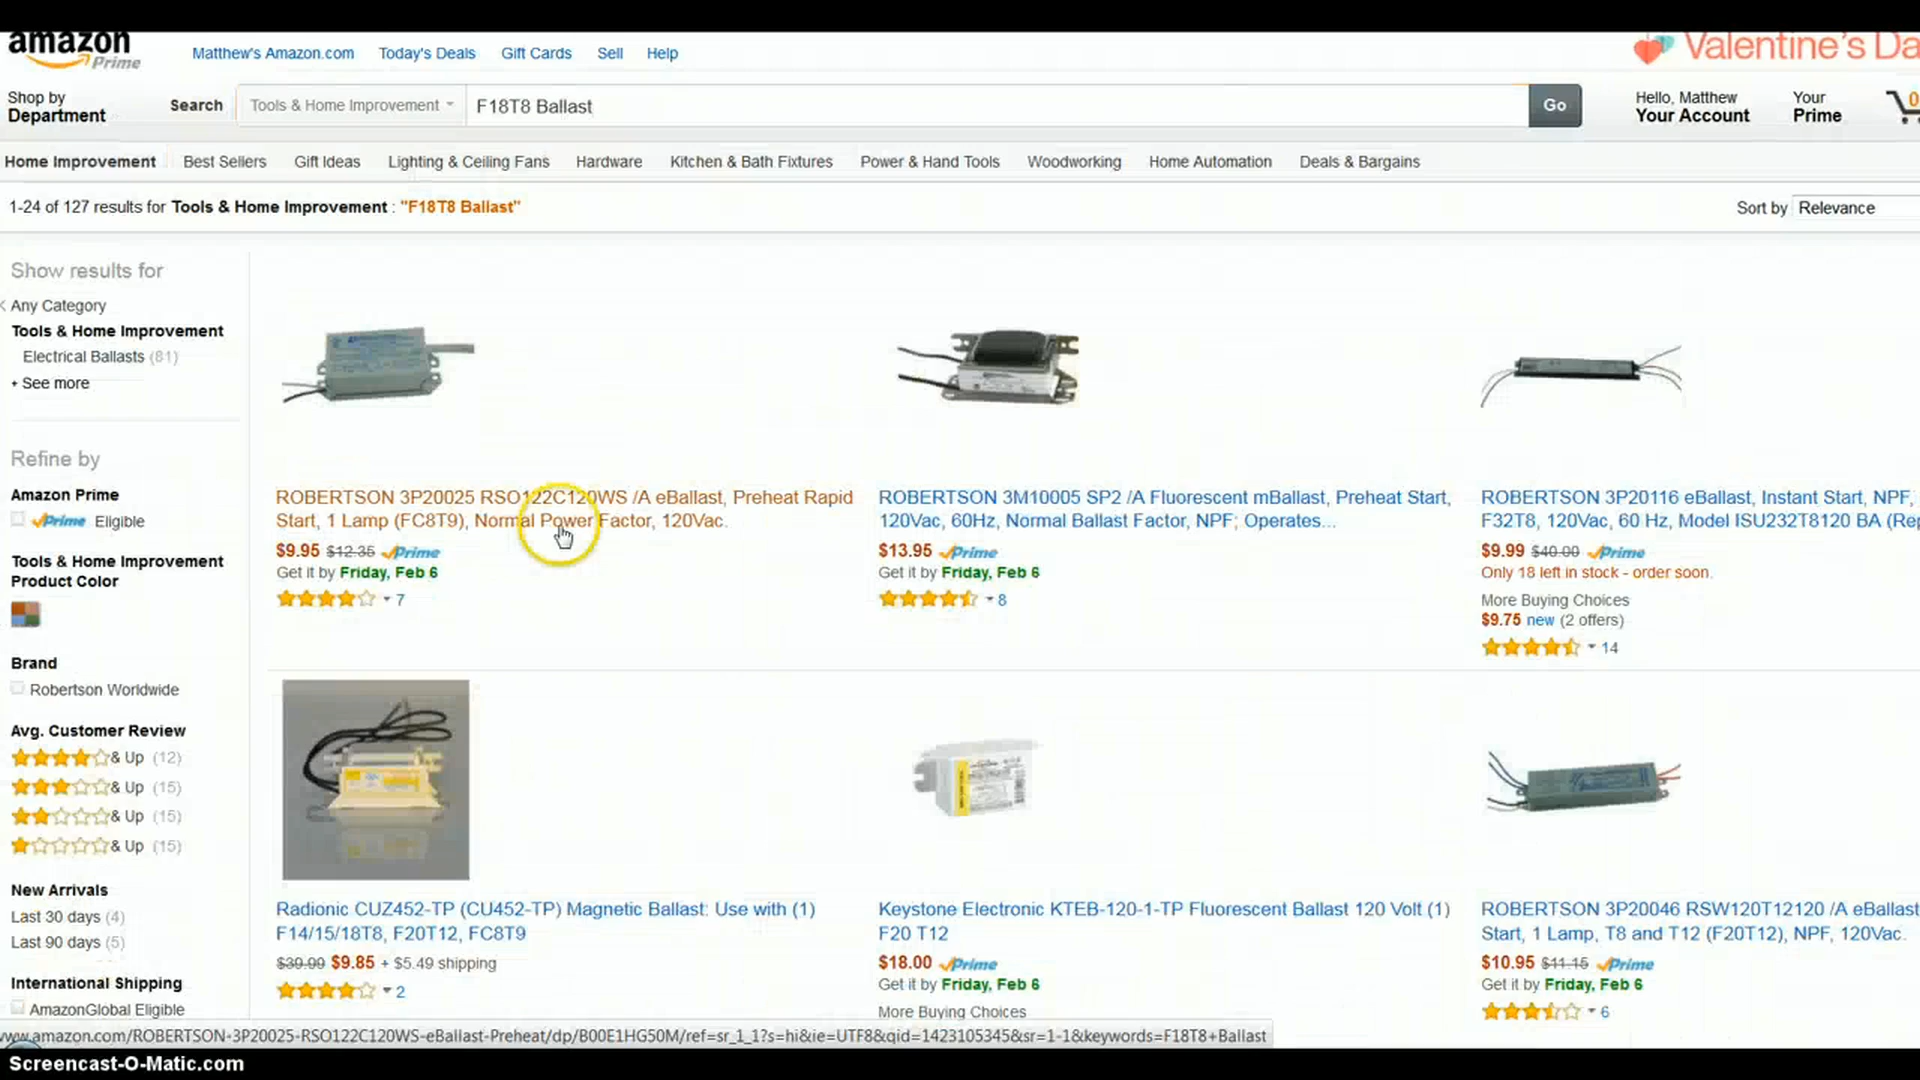 amazon
Prime
Matthew's Amazon.com Today's Deals Gift Cards Sell Help
Valentine's Da
Shop by
Department
Search Tools & Home Improvement F18T8 Ballast Go
Hello, Matthew
Your Account
Your
Prime
0
Home Improvement Best Sellers Gift Ideas Lighting & Ceiling Fans Hardware Kitchen & Bath Fixtures Power & Hand Tools Woodworking Home Automation Deals & Bargains
1-24 of 127 results for Tools & Home Improvement : "F18T8 Ballast"
Sort by Relevance
Show results for
Any Category
Tools & Home Improvement
Electrical Ballasts (81)
+ See more
Refine by
Amazon Prime
Prime Eligible
Tools & Home Improvement
Product Color
Brand
Robertson Worldwide
Avg. Customer Review
& Up (12)
& Up (15)
& Up (15)
& Up (15)
New Arrivals
Last 30 days (4)
Last 90 days (5)
International Shipping
AmazonGlobal Eligible
ROBERTSON 3P20025 RSO122C120WS /A eBallast, Preheat Rapid
Start, 1 Lamp (FC8T9), Normal Power Factor, 120Vac.
$9.95 $12.35 Prime
Get it by Friday, Feb 6
7
ROBERTSON 3M10005 SP2 /A Fluorescent mBallast, Preheat Start,
120Vac, 60Hz, Normal Ballast Factor, NPF; Operates...
$13.95 Prime
Get it by Friday, Feb 6
8
ROBERTSON 3P20116 eBallast, Instant Start, NPF,
F32T8, 120Vac, 60 Hz, Model ISU232T8120 BA (Rep
$9.99 $40.00 Prime
Only 18 left in stock - order soon.
More Buying Choices
$9.75 new (2 offers)
14
Radionic CUZ452-TP (CU452-TP) Magnetic Ballast: Use with (1)
F14/15/18T8, F20T12, FC8T9
$39.99 $9.85 + $5.49 shipping
2
Keystone Electronic KTEB-120-1-TP Fluorescent Ballast 120 Volt (1)
F20 T12
$18.00 Prime
Get it by Friday, Feb 6
More Buying Choices
ROBERTSON 3P20046 RSW120T12120 /A eBallast
Start, 1 Lamp, T8 and T12 (F20T12), NPF, 120Vac.
$10.95 $11.15 Prime
Get it by Friday, Feb 6
6
www.amazon.com/ROBERTSON-3P20025-RSO122C120WS-eBallast-Preheat/dp/B00E1HG50M/ref=sr_1_1?s=hi&ie=UTF8&qid=1423105345&sr=1-1&keywords=F18T8+Ballast
Screencast-O-Matic.com